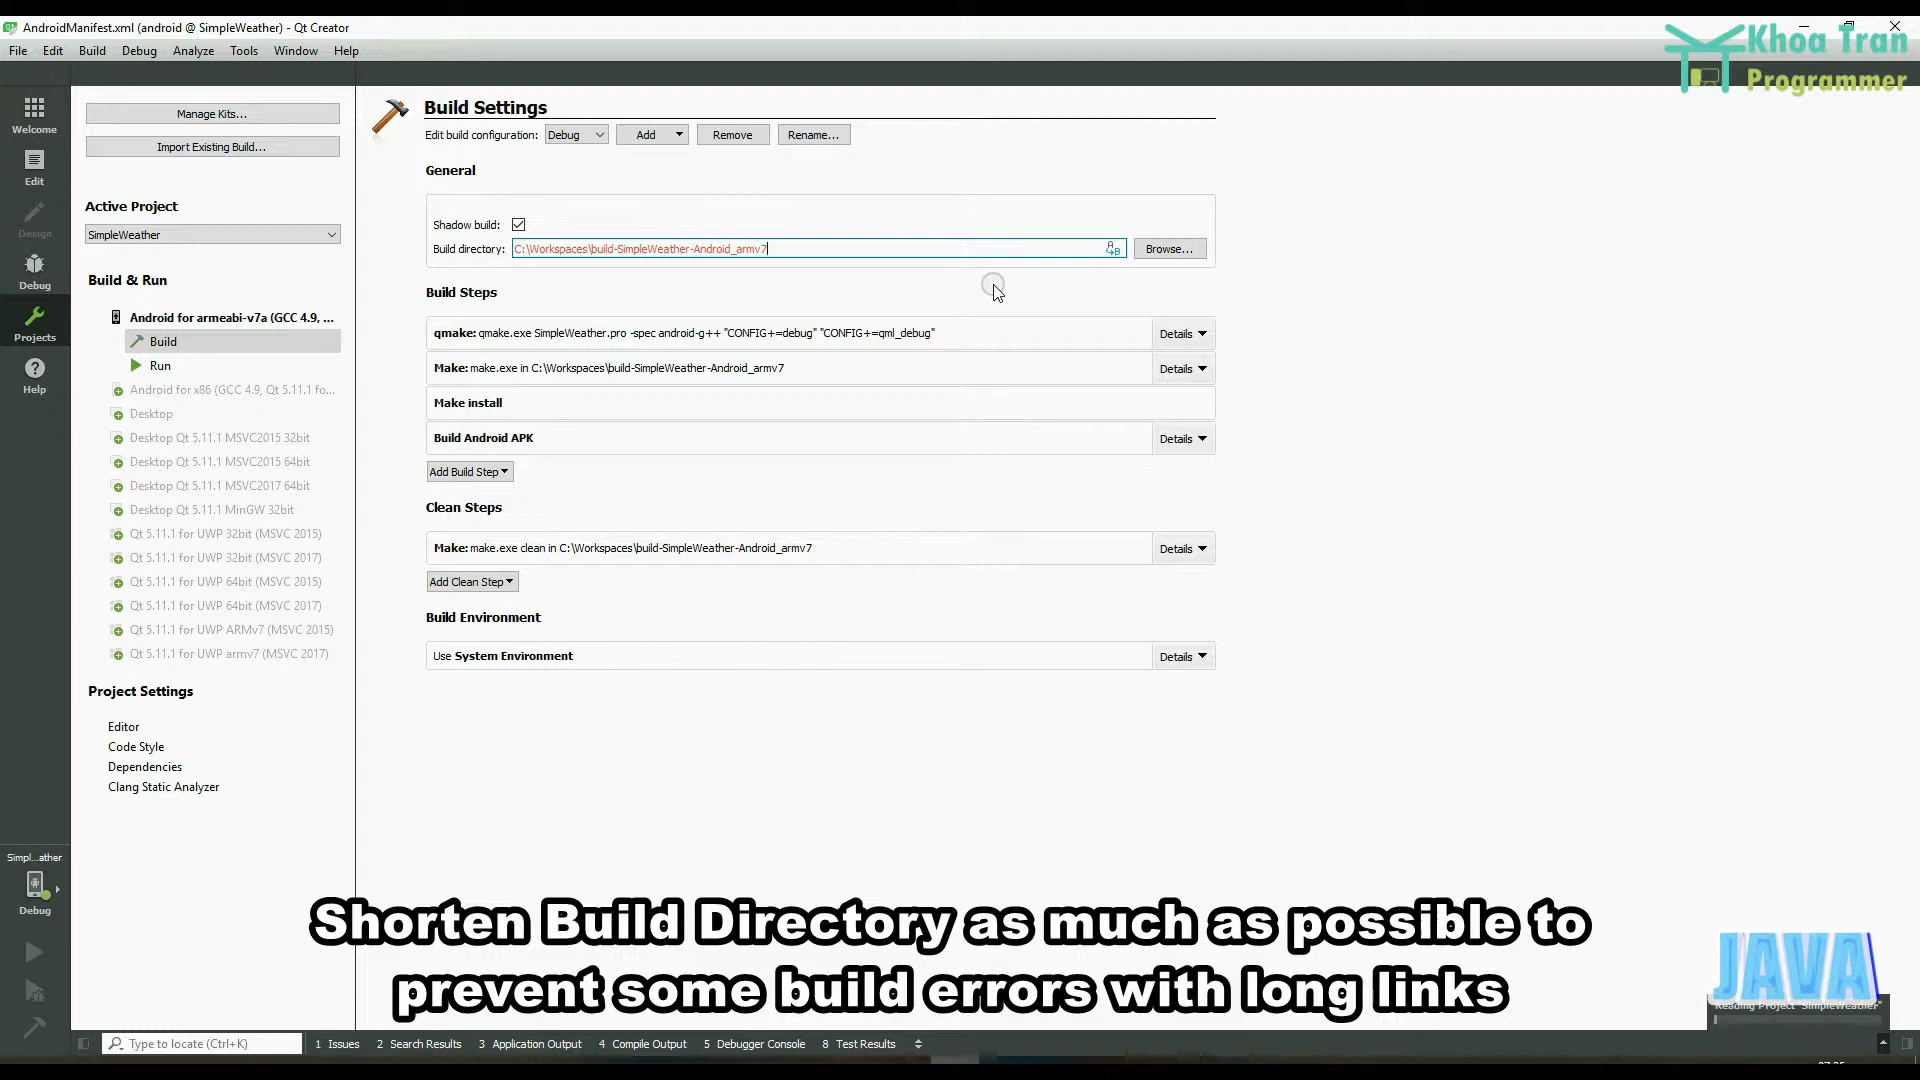 AndroidManifest.xml (android @ SimpleWeather) - Qt Creator
File Edit Build Debug Analyze Tools Window Help
Khoa Tran
Programmer
Welcome
Edit
Design
Debug
Projects
Help
Manage Kits...
Import Existing Build...
Active Project
SimpleWeather
Build & Run
Android for armeabi-v7a (GCC 4.9, ...
Build
Run
Android for x86 (GCC 4.9, Qt 5.11.1 fo...
Desktop
Desktop Qt 5.11.1 MSVC2015 32bit
Desktop Qt 5.11.1 MSVC2015 64bit
Desktop Qt 5.11.1 MSVC2017 64bit
Desktop Qt 5.11.1 MinGW 32bit
Qt 5.11.1 for UWP 32bit (MSVC 2015)
Qt 5.11.1 for UWP 32bit (MSVC 2017)
Qt 5.11.1 for UWP 64bit (MSVC 2015)
Qt 5.11.1 for UWP 64bit (MSVC 2017)
Qt 5.11.1 for UWP ARMv7 (MSVC 2015)
Qt 5.11.1 for UWP armv7 (MSVC 2017)
Project Settings
Editor
Code Style
Dependencies
Clang Static Analyzer
Build Settings
Edit build configuration: Debug Add Remove Rename...
General
Shadow build:
Build directory: C:\Workspaces\build-SimpleWeather-Android_armv7 Browse...
Build Steps
qmake: qmake.exe SimpleWeather.pro -spec android-g++ "CONFIG+=debug" "CONFIG+=qml_debug" Details
Make: make.exe in C:\Workspaces\build-SimpleWeather-Android_armv7 Details
Make install
Build Android APK Details
Add Build Step
Clean Steps
Make: make.exe clean in C:\Workspaces\build-SimpleWeather-Android_armv7 Details
Add Clean Step
Build Environment
Use System Environment Details
Simpl...ather
Debug
Shorten Build Directory as much as possible to
prevent some build errors with long links
JAVA
Reading Project "SimpleWeather"
Type to locate (Ctrl+K) 1 Issues 2 Search Results 3 Application Output 4 Compile Output 5 Debugger Console 8 Test Results